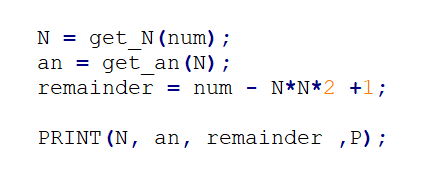 N = get_N(num);
an = get_an(N);
remainder = num - N*N*2 +1;
PRINT(N, an, remainder ,P);